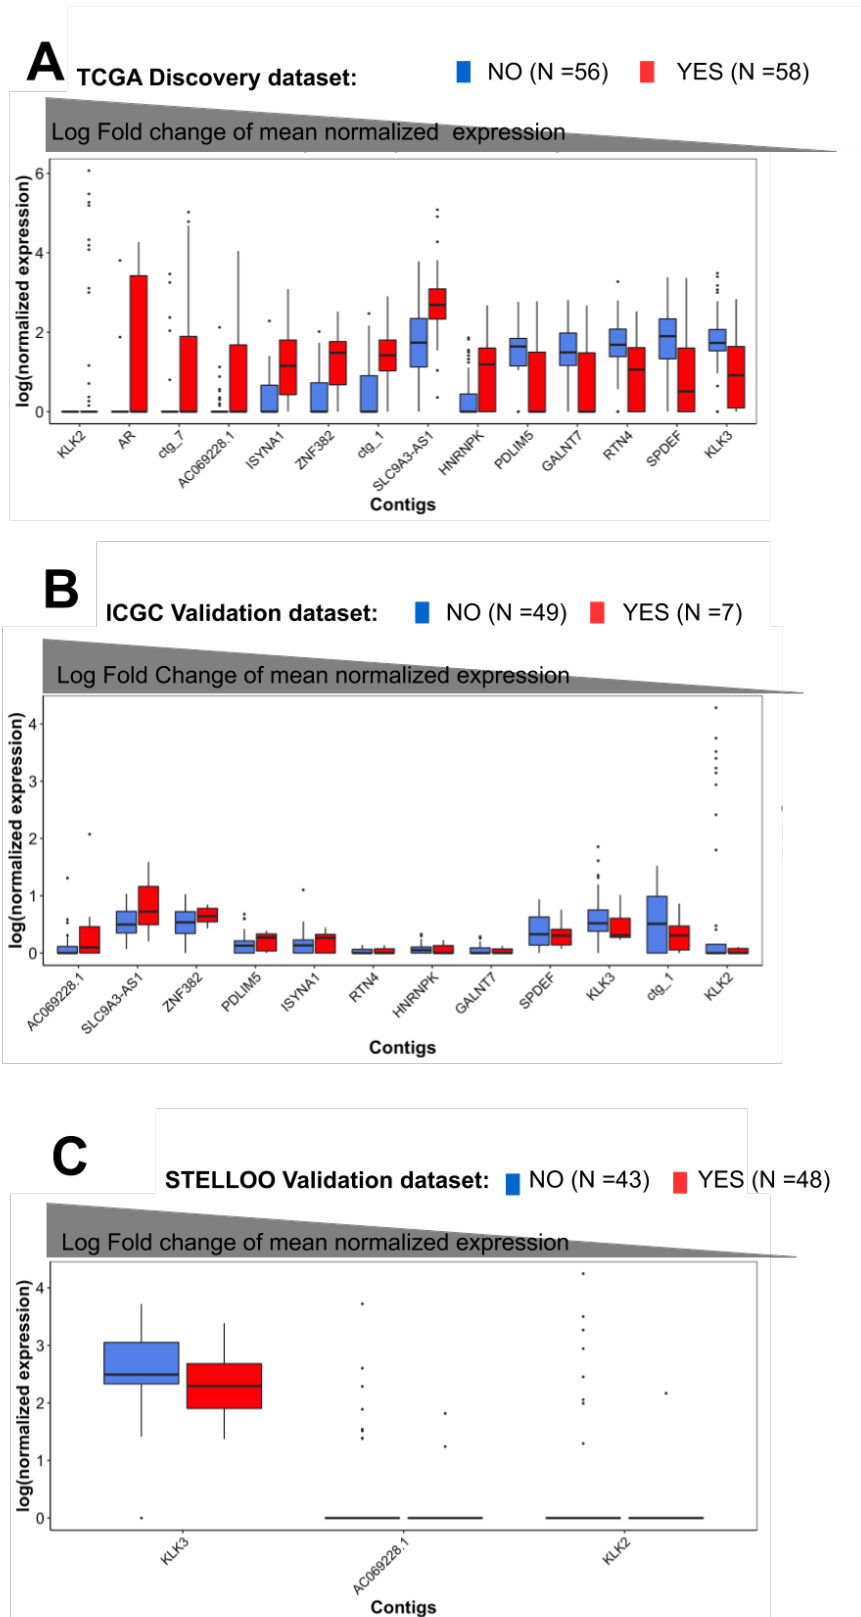 A
TCGA Discovery dataset: NO (N =56) YES (N =58)
Log Fold change of mean normalized expression
log(normalized expression)
6
4
2
0
KLK2 AR ctg_7 AC069228.1 ISYNA1 ZNF382 ctg_1 SLC9A3-AS1 HNRNPK PDLIM5 GALNT7 RTN4 SPDEF KLK3
Contigs
B
ICGC Validation dataset: NO (N =49) YES (N =7)
Log Fold Change of mean normalized expression
log(normalized expression)
4
3
2
1
0
AC069228.1 SLC9A3-AS1 ZNF382 PDLIM5 ISYNA1 RTN4 HNRNPK GALNT7 SPDEF KLK3 ctg_1 KLK2
Contigs
C
STELLOO Validation dataset: NO (N =43) YES (N =48)
Log Fold change of mean normalized expression
log(normalized expression)
4
3
2
1
0
KLK3 AC069228.1 KLK2
Contigs